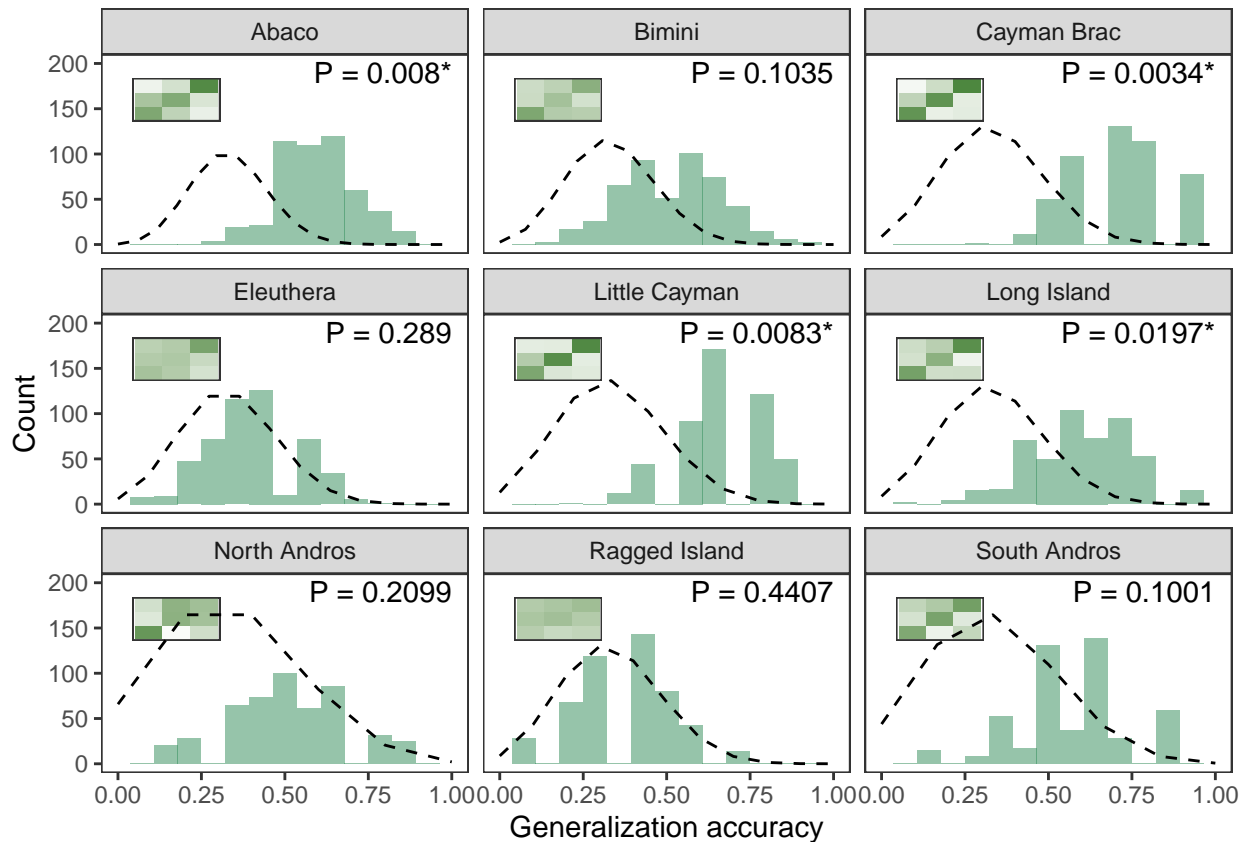 Abaco
Bimini
Cayman Brac
200
150
100
50
0
P = 0.008*
P = 0.1035
P = 0.0034*
Eleuthera
Little Cayman
Long Island
Count
200
150
100
50
0
P = 0.289
P = 0.0083*
P = 0.0197*
North Andros
Ragged Island
South Andros
200
150
100
50
0
P = 0.2099
P = 0.4407
P = 0.1001
0.00 0.25 0.50 0.75 1.00 0.00 0.25 0.50 0.75 1.00 0.00 0.25 0.50 0.75 1.00
Generalization accuracy